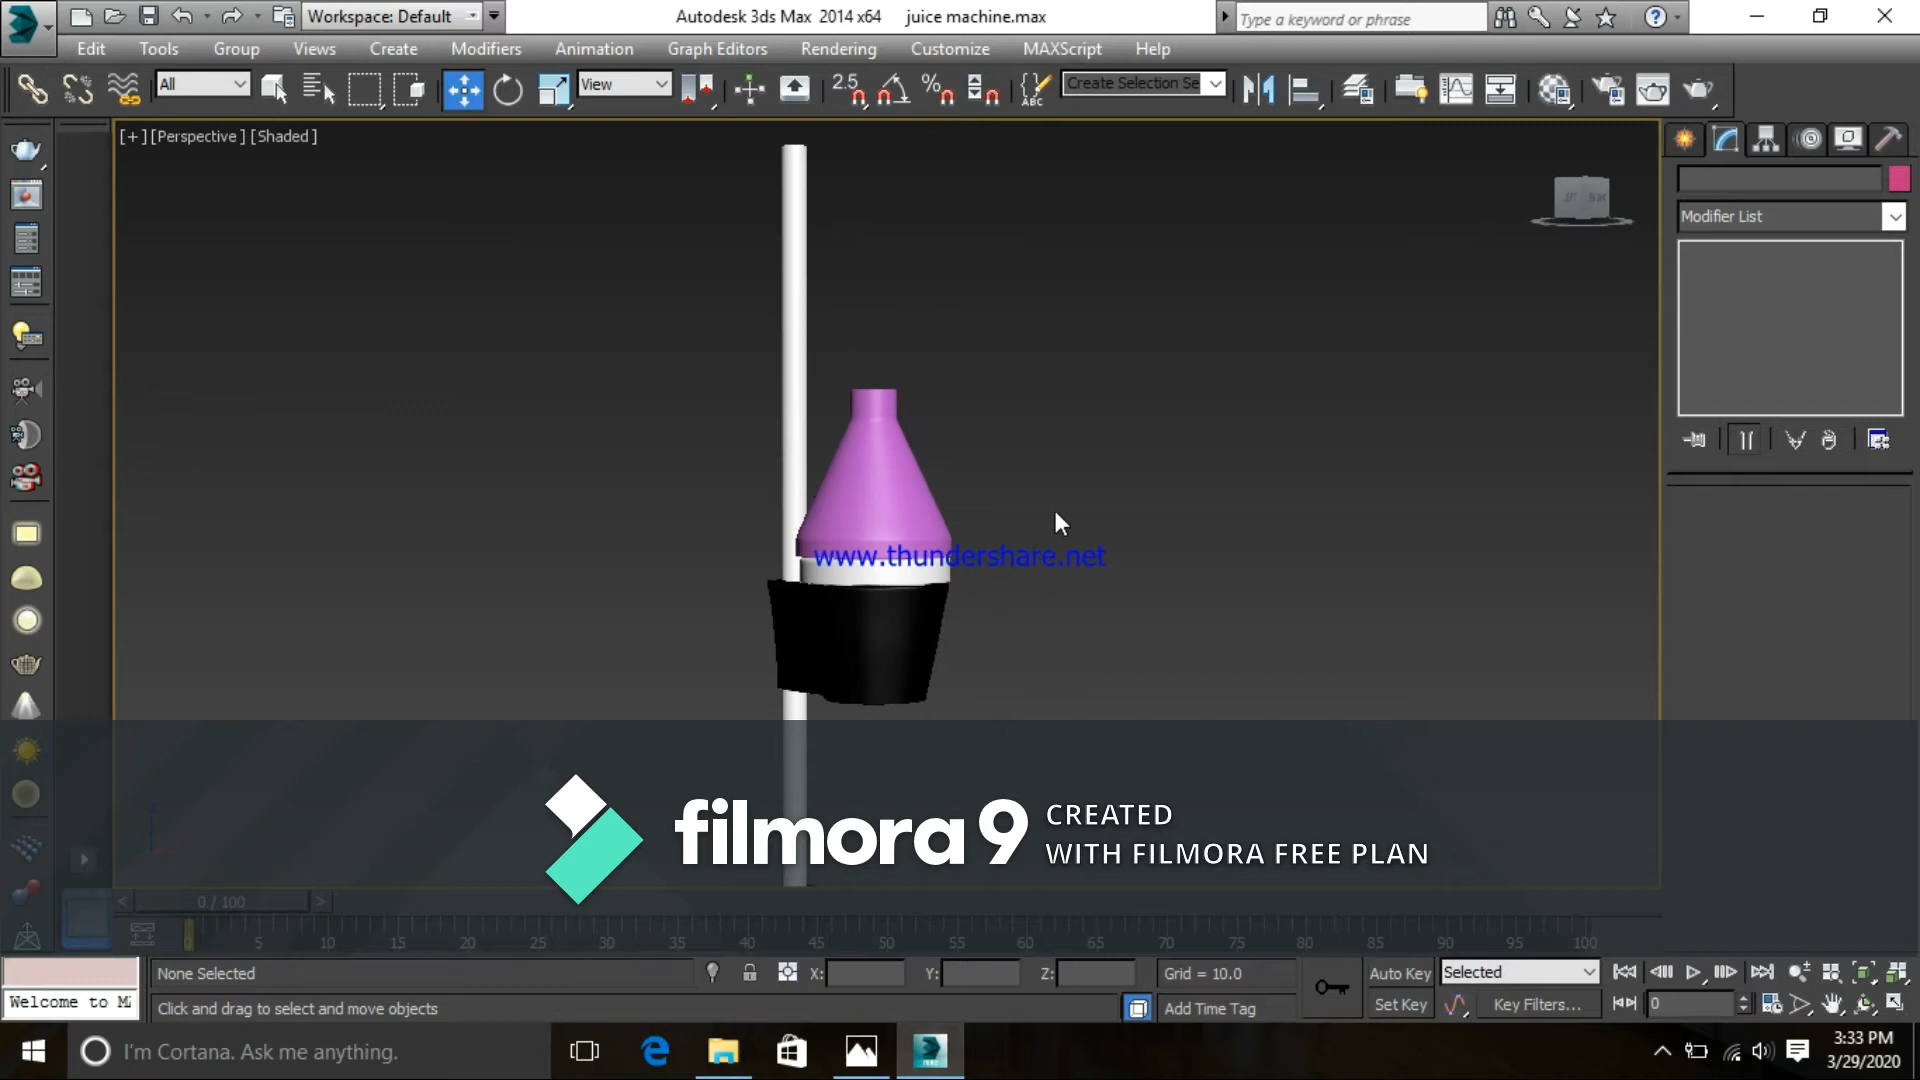 Workspace: Default
Autodesk 3ds Max 2014 x64 juice machine.max
Type a keyword or phrase
Edit Tools Group Views Create Modifiers Animation Graph Editors Rendering Customize MAXScript Help
All
View
2.5
%
ABC
Create Selection Se
[+][Perspective][Shaded]
Modifier List
www.thundershare.net
filmora9 CREATED
WITH FILMORA FREE PLAN
< 0 / 100 >
0 5 10 15 20 25 30 35 40 45 50 55 60 65 70 75 80 85 90 95 100
None Selected X: Y: Z: Grid = 10.0 Auto Key Selected
Welcome to M
Click and drag to select and move objects Add Time Tag Set Key Key Filters... 0
I'm Cortana. Ask me anything.
3:33 PM
3/29/2020